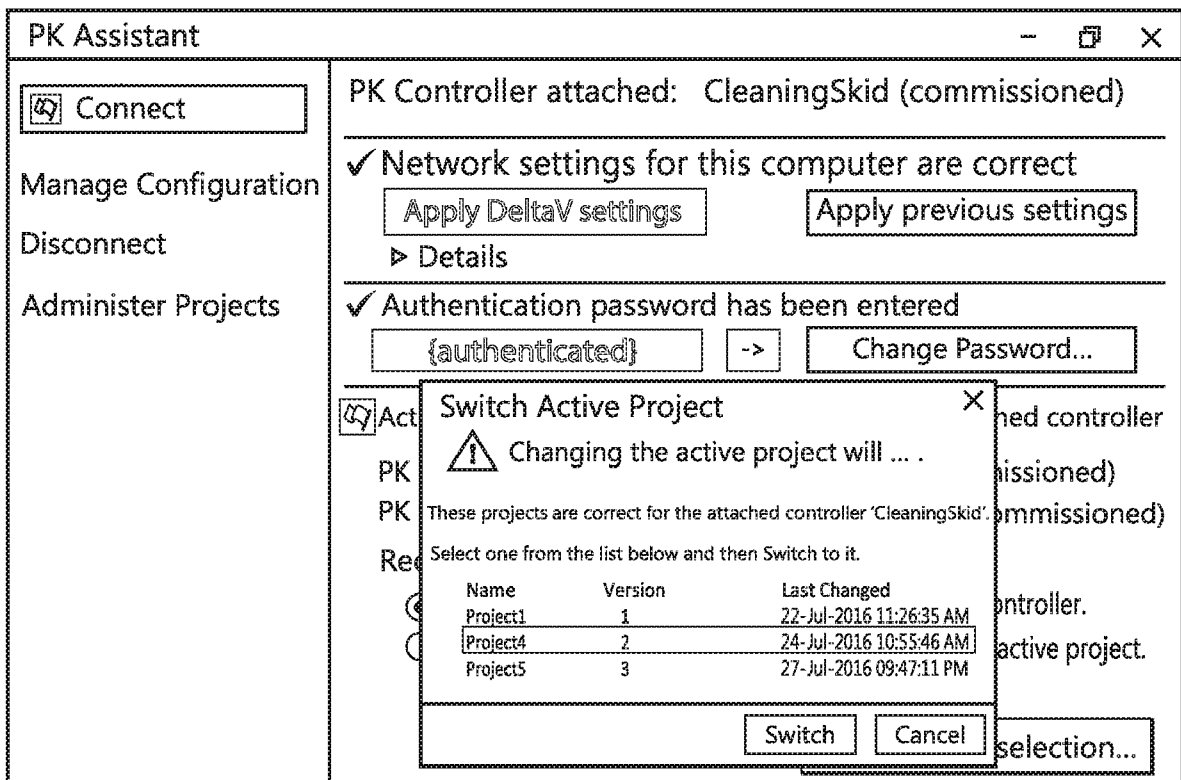 PK Assistant
Connect
Manage Configuration
Disconnect
Administer Projects
PK Controller attached: CleaningSkid (commissioned)
Network settings for this computer are correct
Apply DeltaV settings
Apply previous settings
Details
Authentication password has been entered
{authenticated}
->
Change Password...
Act
ned controller
PK
issioned)
PK
ommissioned)
Rec
ontroller.
active project.
selection...
Switch Active Project
Changing the active project will ... .
These projects are correct for the attached controller 'CleaningSkid'.
Select one from the list below and then Switch to it.
Name Version Last Changed
Project1 1 22-Jul-2016 11:26:35 AM
Project4 2 24-Jul-2016 10:55:46 AM
Project5 3 27-Jul-2016 09:47:11 PM
Switch
Cancel